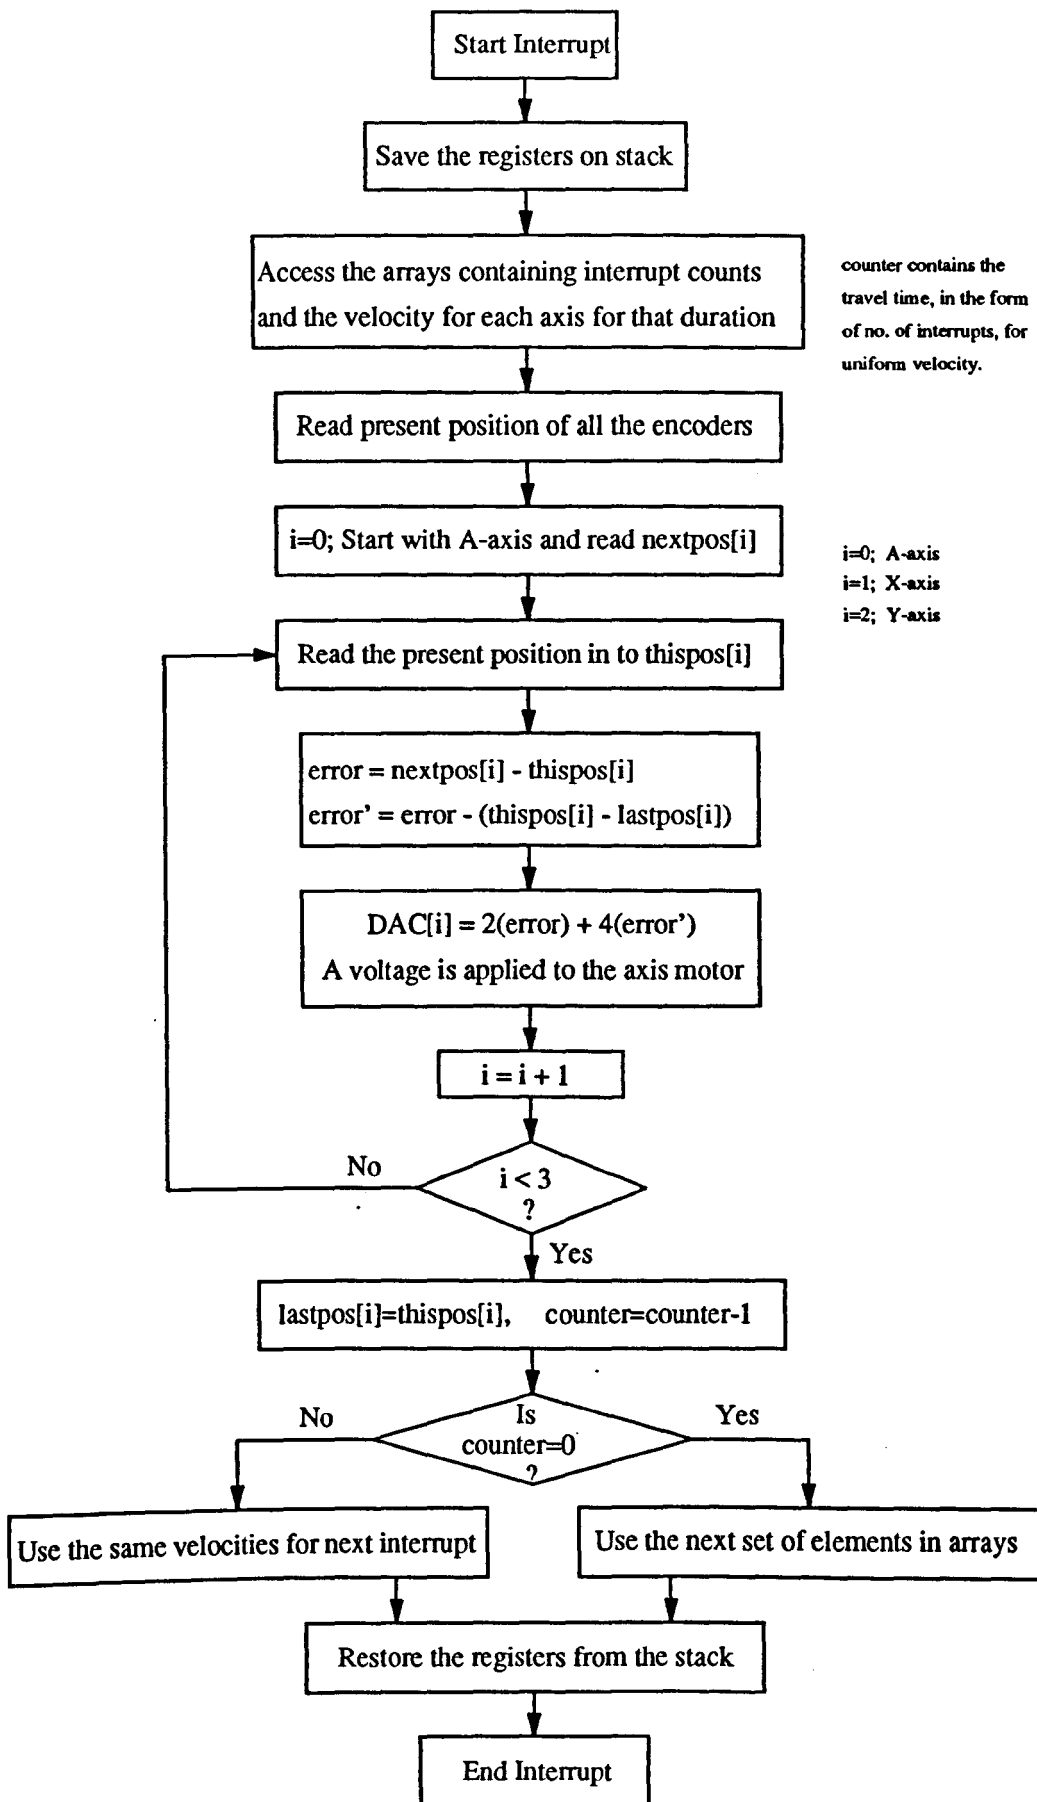 Start Interrupt
Save the registers on stack
Access the arrays containing interrupt counts
and the velocity for each axis for that duration
counter contains the
travel time, in the form
of no. of interrupts, for
uniform velocity.
Read present position of all the encoders
i=0; Start with A-axis and read nextpos[i]
i=0; A-axis
i=1; X-axis
i=2; Y-axis
Read the present position in to thispos[i]
error = nextpos[i] - thispos[i]
error' = error - (thispos[i] - lastpos[i])
DAC[i] = 2(error) + 4(error')
A voltage is applied to the axis motor
i = i + 1
No
i < 3
?
Yes
lastpos[i]=thispos[i], counter=counter-1
No
Is
Yes
counter=0
?
Use the same velocities for next interrupt
Use the next set of elements in arrays
Restore the registers from the stack
End Interrupt